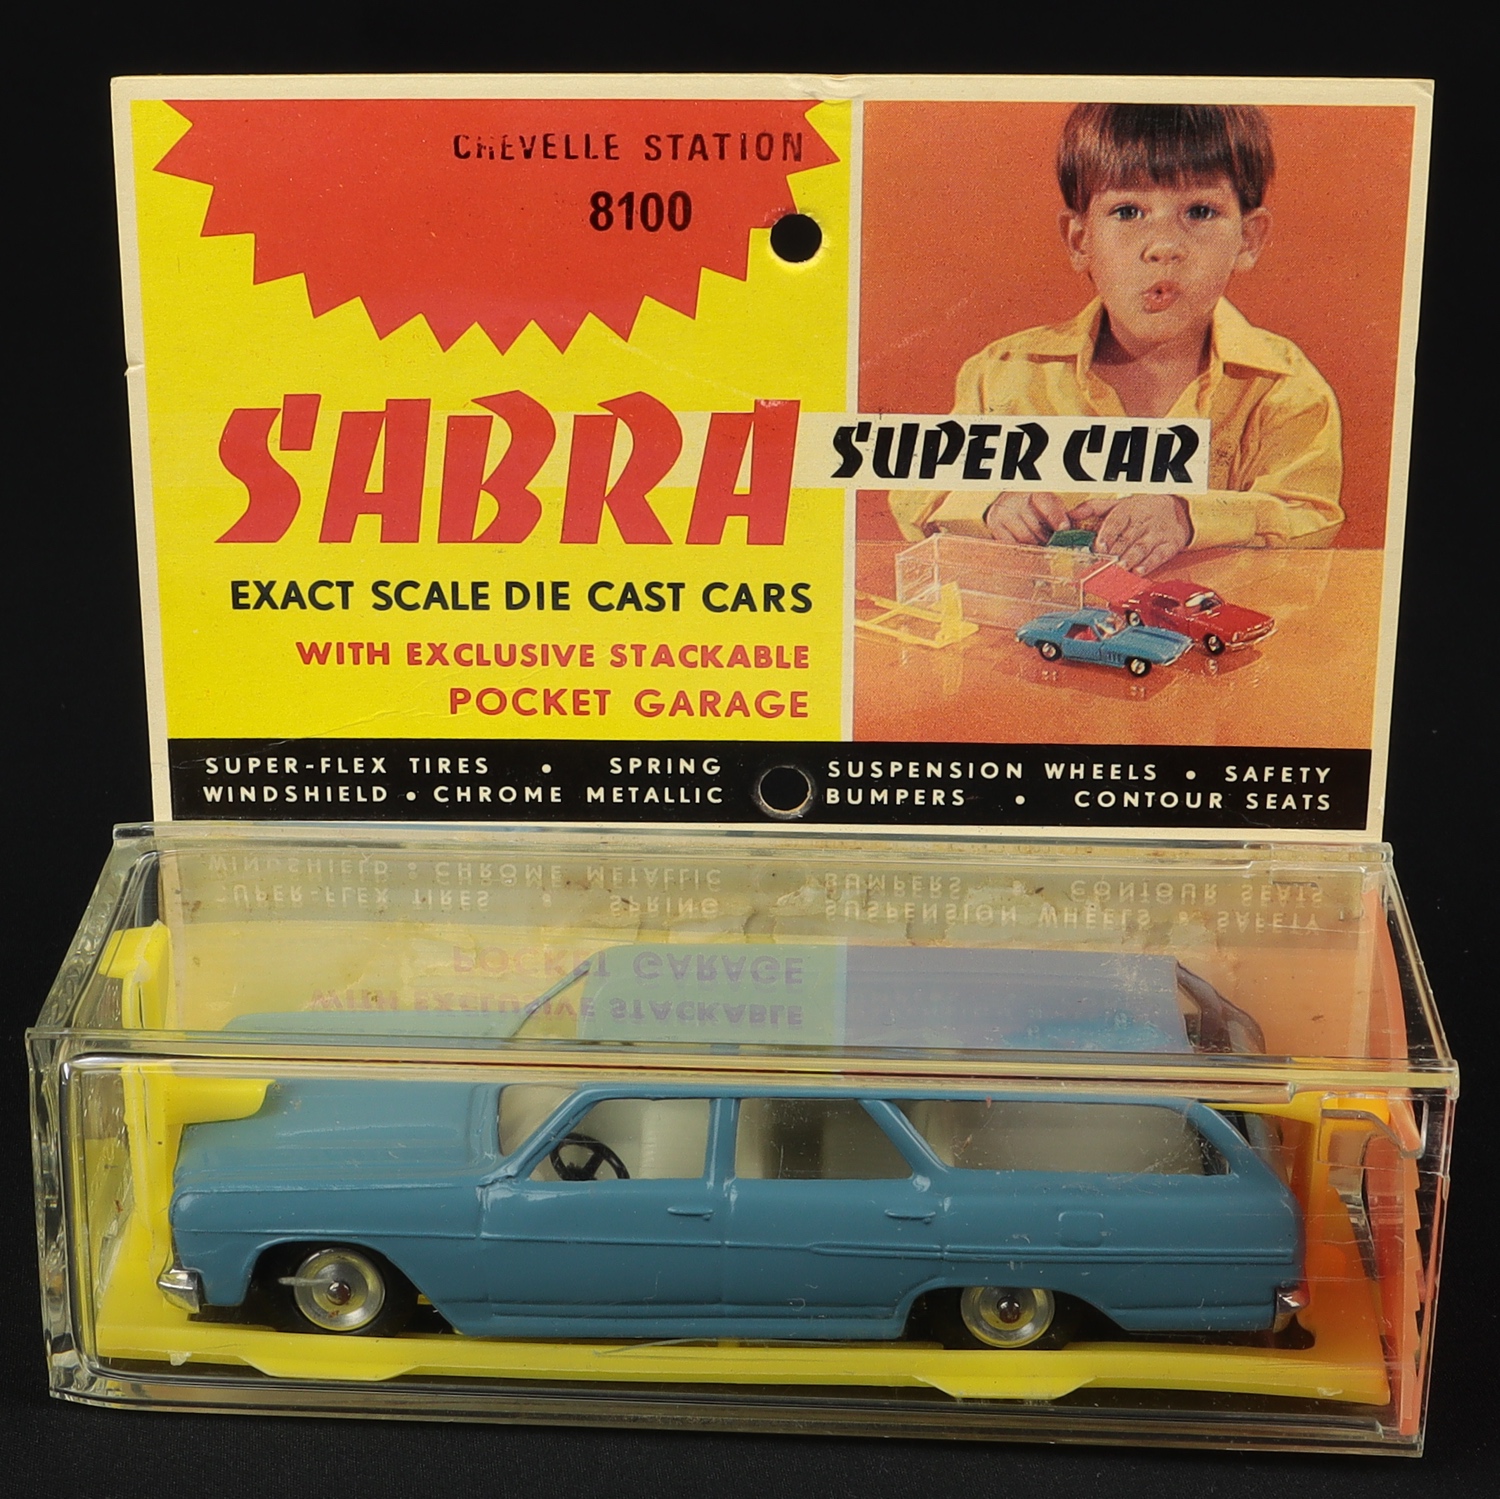 CHEVELLE STATION
8100
SABRA SUPER CAR
EXACT SCALE DIE CAST CARS
WITH EXCLUSIVE STACKABLE
POCKET GARAGE
SUPER-FLEX TIRES • SPRING SUSPENSION WHEELS • SAFETY
WINDSHIELD • CHROME METALLIC BUMPERS • CONTOUR SEATS